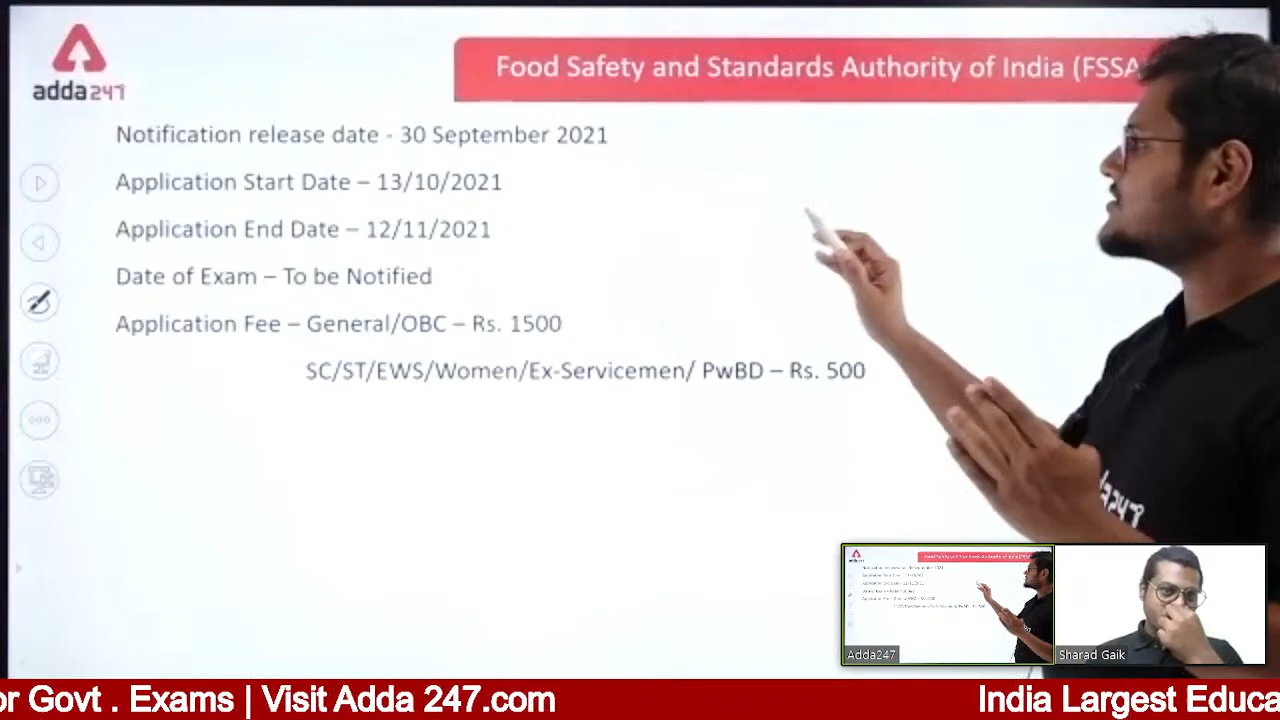 adda247
Food Safety and Standards Authority of India (FSSA
Notification release date - 30 September 2021
Application Start Date – 13/10/2021
Application End Date – 12/11/2021
Date of Exam – To be Notified
Application Fee – General/OBC – Rs. 1500
SC/ST/EWS/Women/Ex-Servicemen/ PwBD – Rs. 500
Adda247
Sharad Gaik
or Govt . Exams | Visit Adda 247.com
India Largest Educa